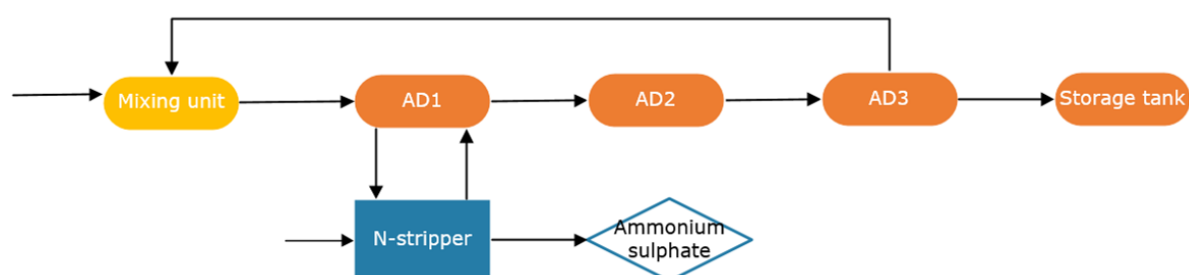 Mixing unit
AD1
AD2
AD3
Storage tank
N-stripper
Ammonium
sulphate